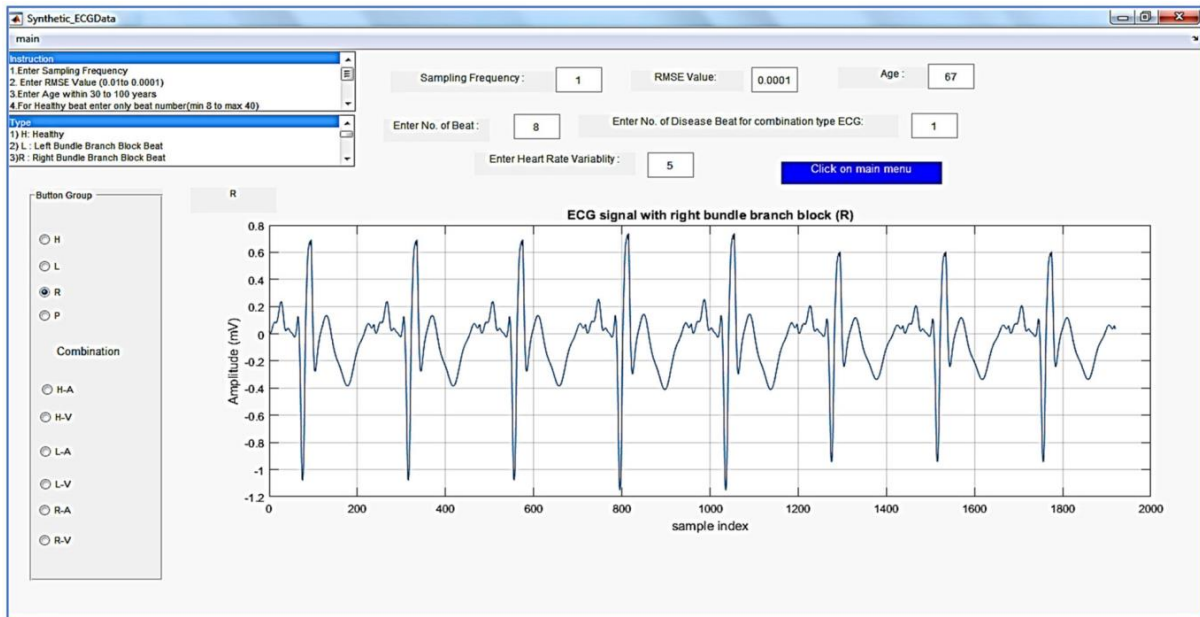 Synthetic_ECGData
main
Instruction
1.Enter Sampling Frequency
2. Enter RMSE Value (0.01to 0.0001)
3.Enter Age within 30 to 100 years
4.For Healthy beat enter only beat number(min 8 to max 40)
Type
1) H: Healthy
2) L : Left Bundle Branch Block Beat
3)R : Right Bundle Branch Block Beat
Sampling Frequency : 1 RMSE Value: 0.0001 Age : 67
Enter No. of Beat : 8 Enter No. of Disease Beat for combination type ECG: 1
Enter Heart Rate Variablity : 5 Click on main menu
Button Group
H
L
R
P
Combination
H-A
H-V
L-A
L-V
R-A
R-V
R
ECG signal with right bundle branch block (R)
Amplitude (mV)
0.8
0.6
0.4
0.2
0
-0.2
-0.4
-0.6
-0.8
-1
-1.2
0 200 400 600 800 1000 1200 1400 1600 1800 2000
sample index